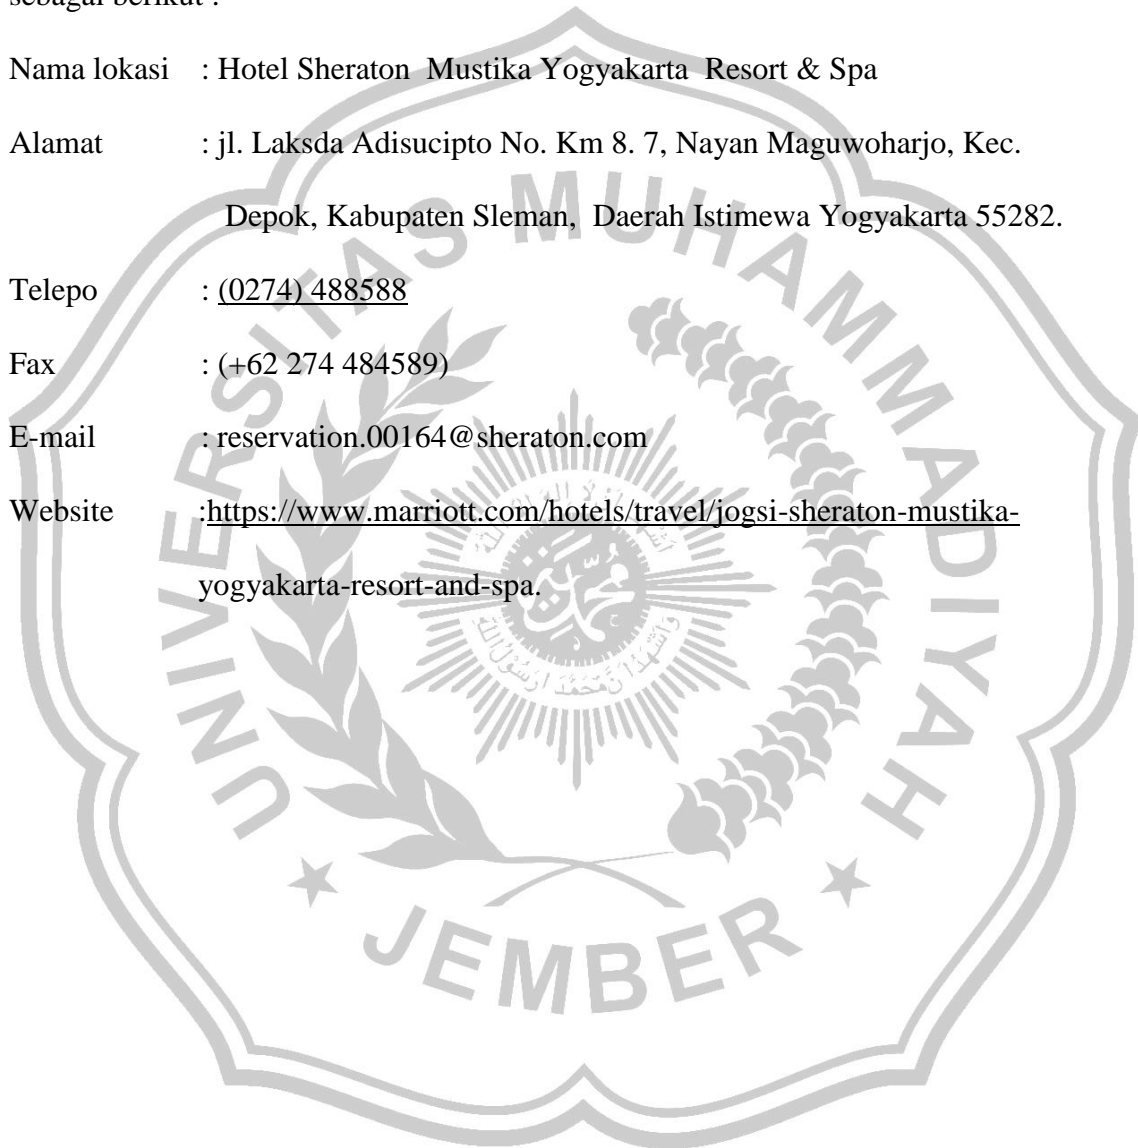 sebagai berikut :
Nama lokasi : Hotel Sheraton Mustika Yogyakarta Resort & Spa
Alamat : jl. Laksda Adisucipto No. Km 8. 7, Nayan Maguwoharjo, Kec.
Depok, Kabupaten Sleman, Daerah Istimewa Yogyakarta 55282.
Telepo : (0274) 488588
Fax : (+62 274 484589)
E-mail : reservation.00164@sheraton.com
Website :https://www.marriott.com/hotels/travel/jogsi-sheraton-mustika-
yogyakarta-resort-and-spa.
UNIVERSITAS MUHAMMADIYAH
JEMBER